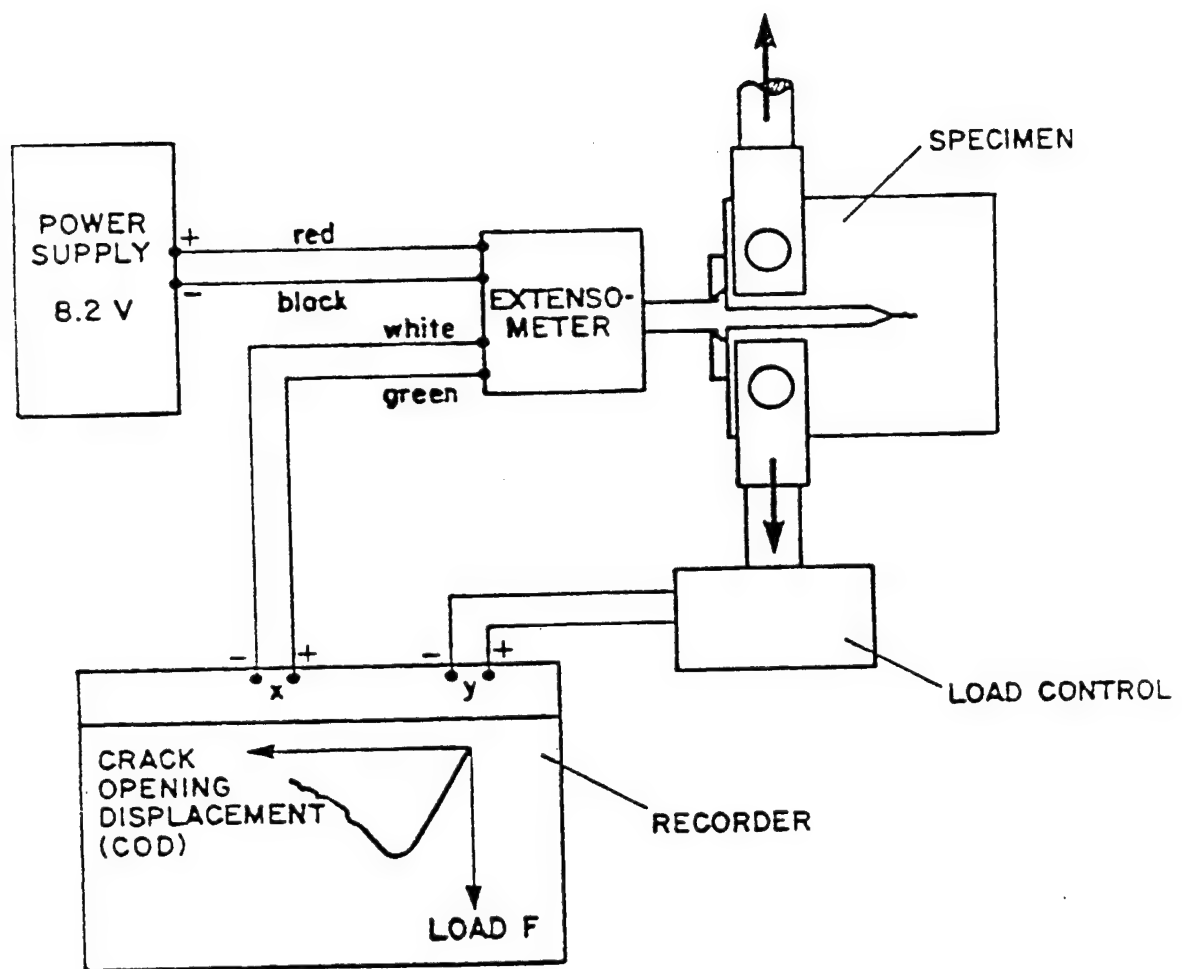 SPECIMEN
POWER
SUPPLY
8.2 V
+
-
red
black
white
green
EXTENSO-
METER
- x +
- y +
LOAD CONTROL
CRACK
OPENING
DISPLACEMENT
(COD)
LOAD F
RECORDER